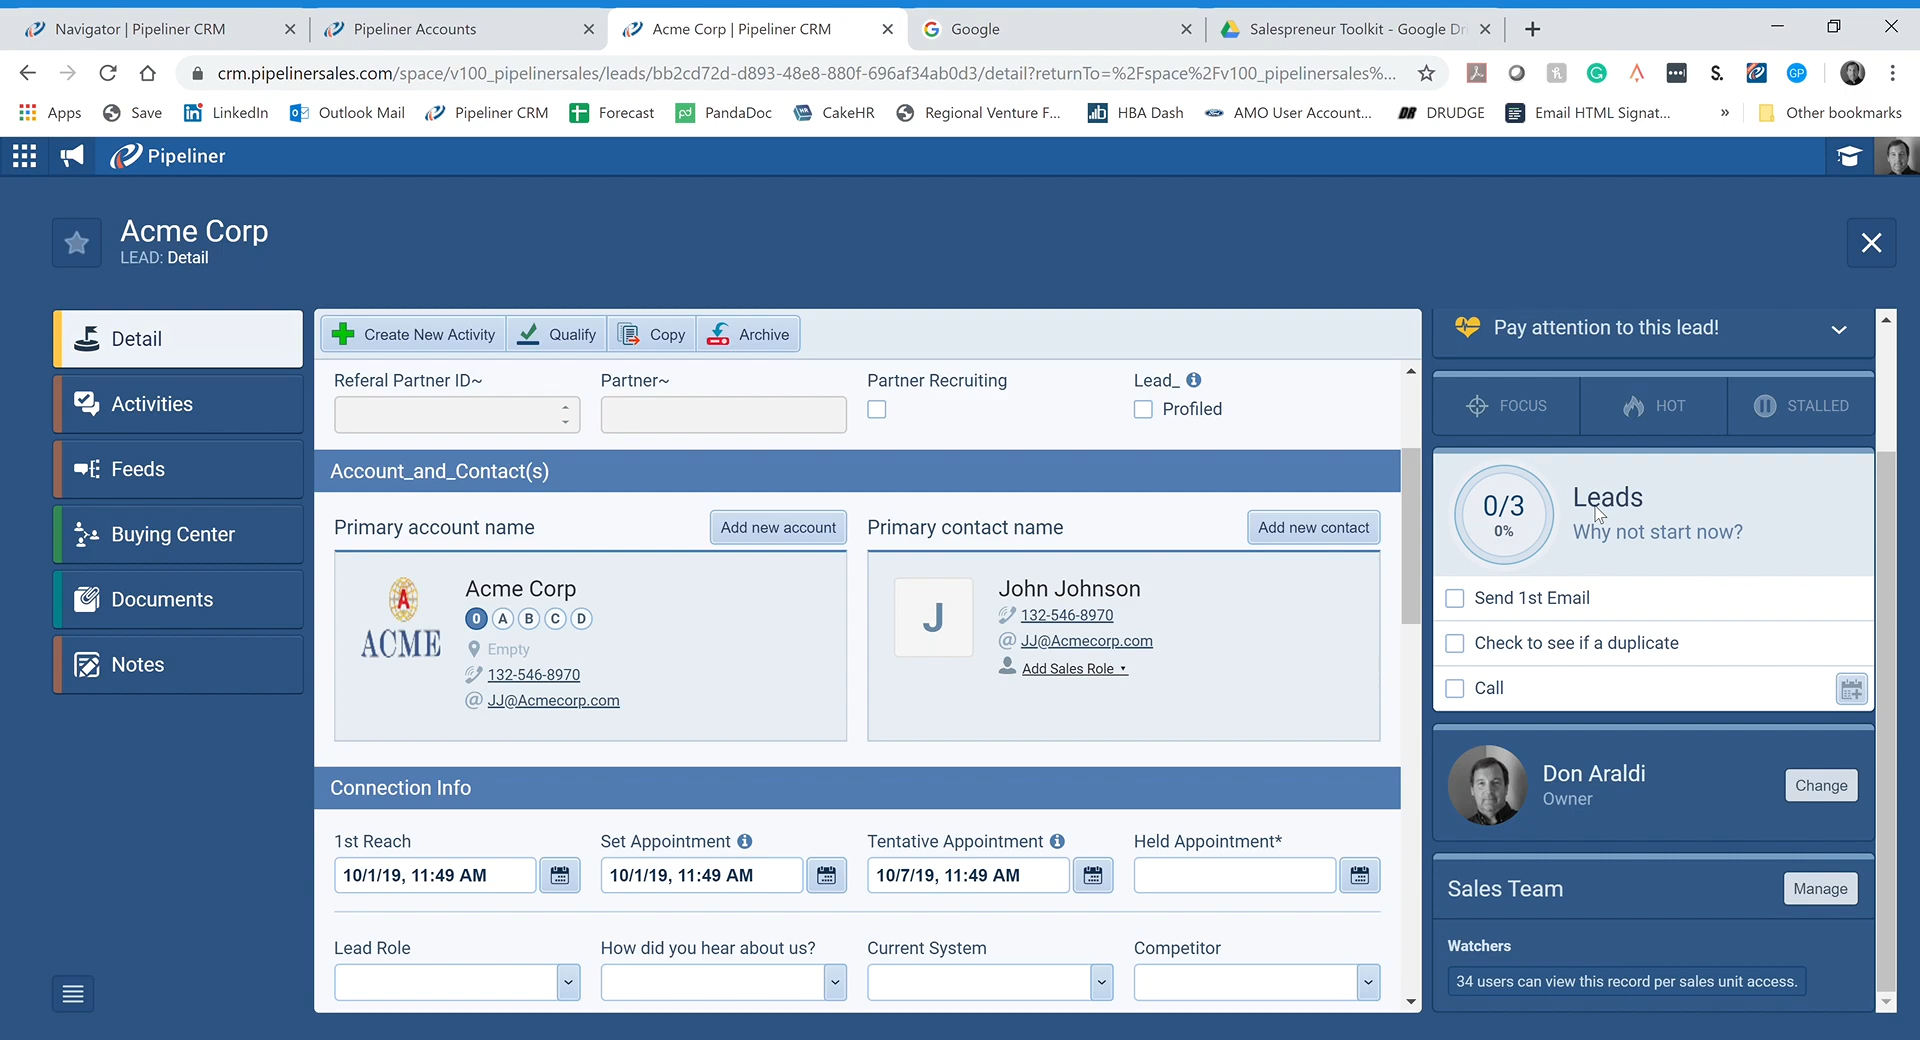 Navigator | Pipeliner CRM
Pipeliner Accounts
Acme Corp | Pipeliner CRM
Google
Salespreneur Toolkit - Google Dri
crm.pipelinersales.com/space/v100_pipelinersales/leads/bb2cd72d-d893-48e8-880f-696af34ab0d3/detail?returnTo=%2Fspace%2Fv100_pipelinersales%...
Apps
Save
LinkedIn
Outlook Mail
Pipeliner CRM
Forecast
PandaDoc
CakeHR
Regional Venture F...
HBA Dash
AMO User Account...
DRUDGE
Email HTML Signat...
»
Other bookmarks
Pipeliner
Acme Corp
LEAD: Detail
Detail
Activities
Feeds
Buying Center
Documents
Notes
Create New Activity
Qualify
Copy
Archive
Referal Partner ID~
Partner~
Partner Recruiting
Lead_
Profiled
Account_and_Contact(s)
Primary account name
Add new account
Primary contact name
Add new contact
A
ACME
Acme Corp
0 A B C D
Empty
132-546-8970
JJ@Acmecorp.com
J
John Johnson
132-546-8970
JJ@Acmecorp.com
Add Sales Role
Connection Info
1st Reach
Set Appointment
Tentative Appointment
Held Appointment*
10/1/19, 11:49 AM
10/1/19, 11:49 AM
10/7/19, 11:49 AM
Lead Role
How did you hear about us?
Current System
Competitor
Pay attention to this lead!
FOCUS
HOT
STALLED
0/3
0%
Leads
Why not start now?
Send 1st Email
Check to see if a duplicate
Call
Don Araldi
Owner
Change
Sales Team
Manage
Watchers
34 users can view this record per sales unit access.